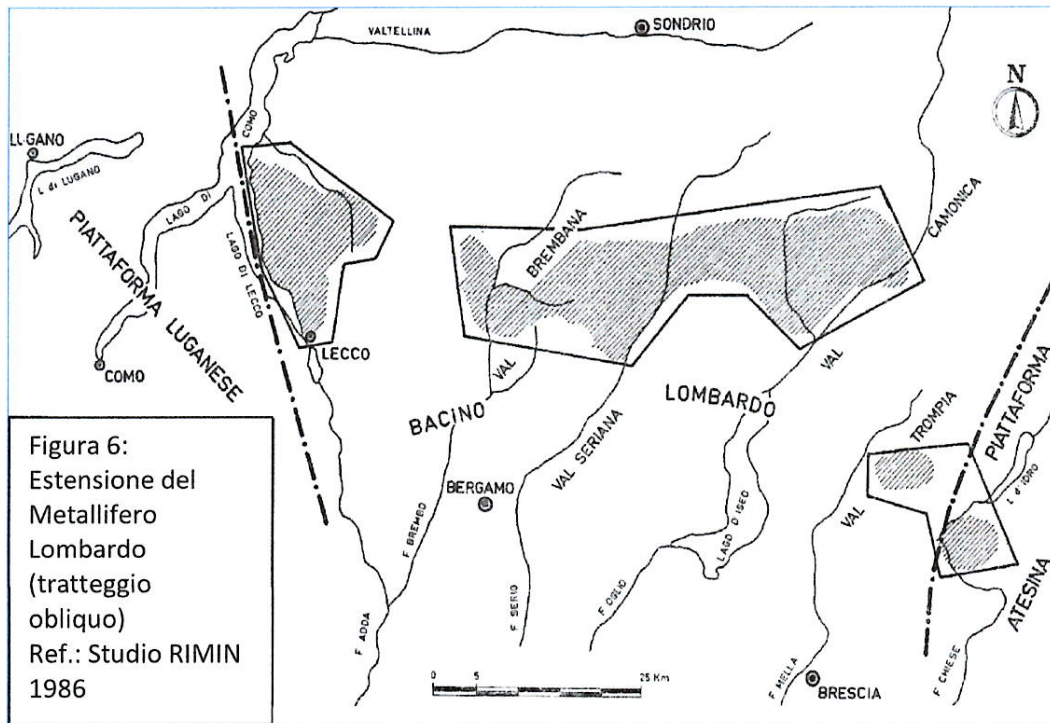 VALTELLINA
SONDRIO
N
LUGANO
L di LUGANO
LAGO DI COMO
LAGO DI LECCO
PIATTAFORMA LUGANESE
COMO
LECCO
VAL BREMBANA
VAL CAMONICA
BACINO LOMBARDO
VAL SERIANA
BERGAMO
VAL TROMPIA
PIATTAFORMA ATESINA
L d'IDRO
LAGO D ISEO
F. ADDA
F. BREMBO
F. SERIO
F. OGLIO
F. MELLA
F. CHIESE
BRESCIA
0 5 25 Km
Figura 6:
Estensione del
Metallifero
Lombardo
(tratteggio
obliquo)
Ref.: Studio RIMIN
1986